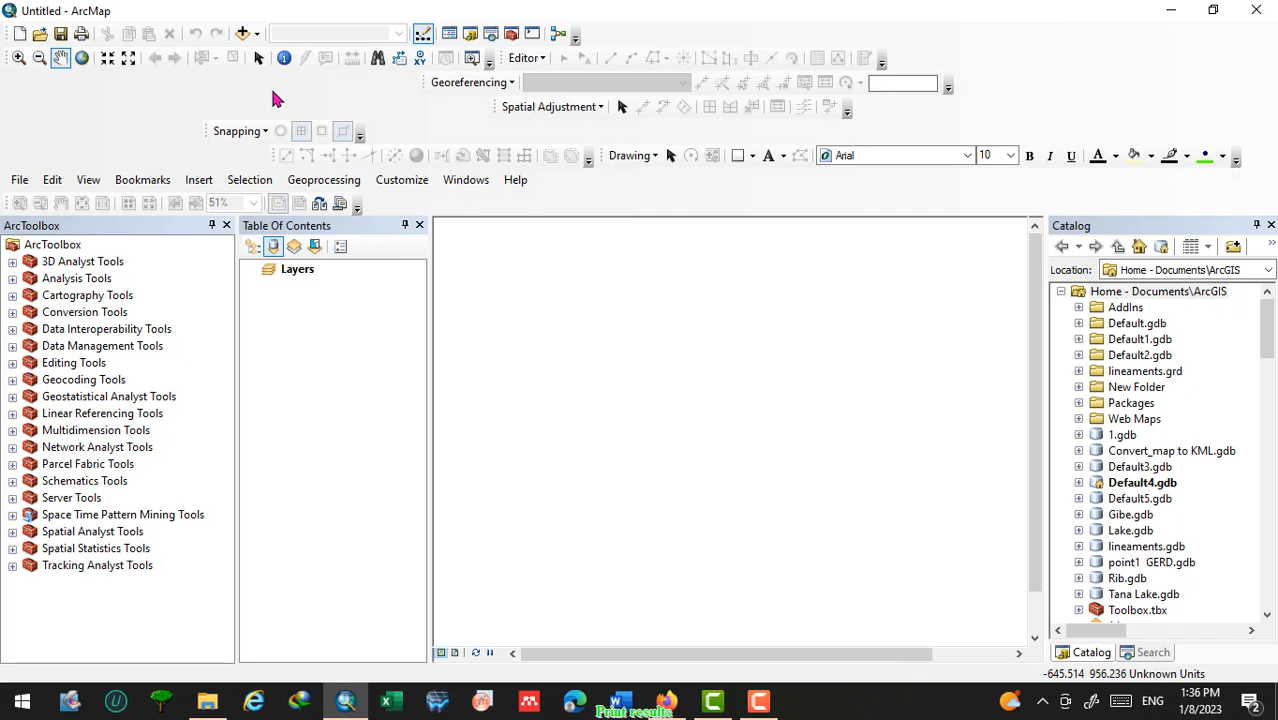 Untitled - ArcMap
Editor
Georeferencing
Spatial Adjustment
Snapping
Drawing
Arial
10
B I U A
File Edit View Bookmarks Insert Selection Geoprocessing Customize Windows Help
51%
ArcToolbox
ArcToolbox
3D Analyst Tools
Analysis Tools
Cartography Tools
Conversion Tools
Data Interoperability Tools
Data Management Tools
Editing Tools
Geocoding Tools
Geostatistical Analyst Tools
Linear Referencing Tools
Multidimension Tools
Network Analyst Tools
Parcel Fabric Tools
Schematics Tools
Server Tools
Space Time Pattern Mining Tools
Spatial Analyst Tools
Spatial Statistics Tools
Tracking Analyst Tools
Table Of Contents
Layers
Catalog
Location: Home - Documents\ArcGIS
Home - Documents\ArcGIS
AddIns
Default.gdb
Default1.gdb
Default2.gdb
lineaments.grd
New Folder
Packages
Web Maps
1.gdb
Convert_map to KML.gdb
Default3.gdb
Default4.gdb
Default5.gdb
Gibe.gdb
Lake.gdb
lineaments.gdb
point1 GERD.gdb
Rib.gdb
Tana Lake.gdb
Toolbox.tbx
Catalog Search
-645.514 956.236 Unknown Units
Print results
ENG
1:36 PM
1/8/2023
2